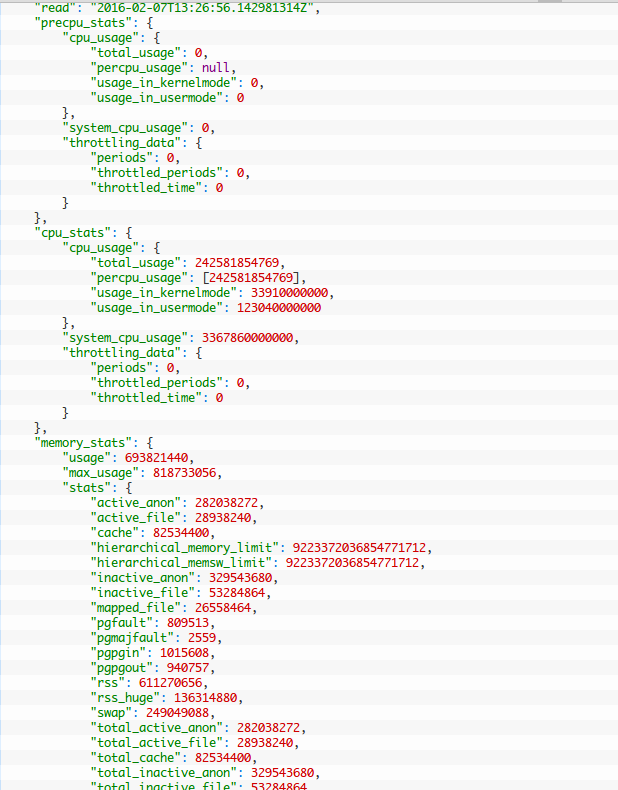 "read": "2016-02-07T13:26:56.142981314Z",
"precpu_stats": {
"cpu_usage": {
"total_usage": 0,
"percpu_usage": null,
"usage_in_kernelmode": 0,
"usage_in_usermode": 0
},
"system_cpu_usage": 0,
"throttling_data": {
"periods": 0,
"throttled_periods": 0,
"throttled_time": 0
}
},
"cpu_stats": {
"cpu_usage": {
"total_usage": 242581854769,
"percpu_usage": [242581854769],
"usage_in_kernelmode": 33910000000,
"usage_in_usermode": 123040000000
},
"system_cpu_usage": 3367860000000,
"throttling_data": {
"periods": 0,
"throttled_periods": 0,
"throttled_time": 0
}
},
"memory_stats": {
"usage": 693821440,
"max_usage": 818733056,
"stats": {
"active_anon": 282038272,
"active_file": 28938240,
"cache": 82534400,
"hierarchical_memory_limit": 9223372036854771712,
"hierarchical_memsw_limit": 9223372036854771712,
"inactive_anon": 329543680,
"inactive_file": 53284864,
"mapped_file": 26558464,
"pgfault": 809513,
"pgmajfault": 2559,
"pgpgin": 1015608,
"pgpgout": 940757,
"rss": 611270656,
"rss_huge": 136314880,
"swap": 249049088,
"total_active_anon": 282038272,
"total_active_file": 28938240,
"total_cache": 82534400,
"total_inactive_anon": 329543680,
"total_inactive_file": 53284864